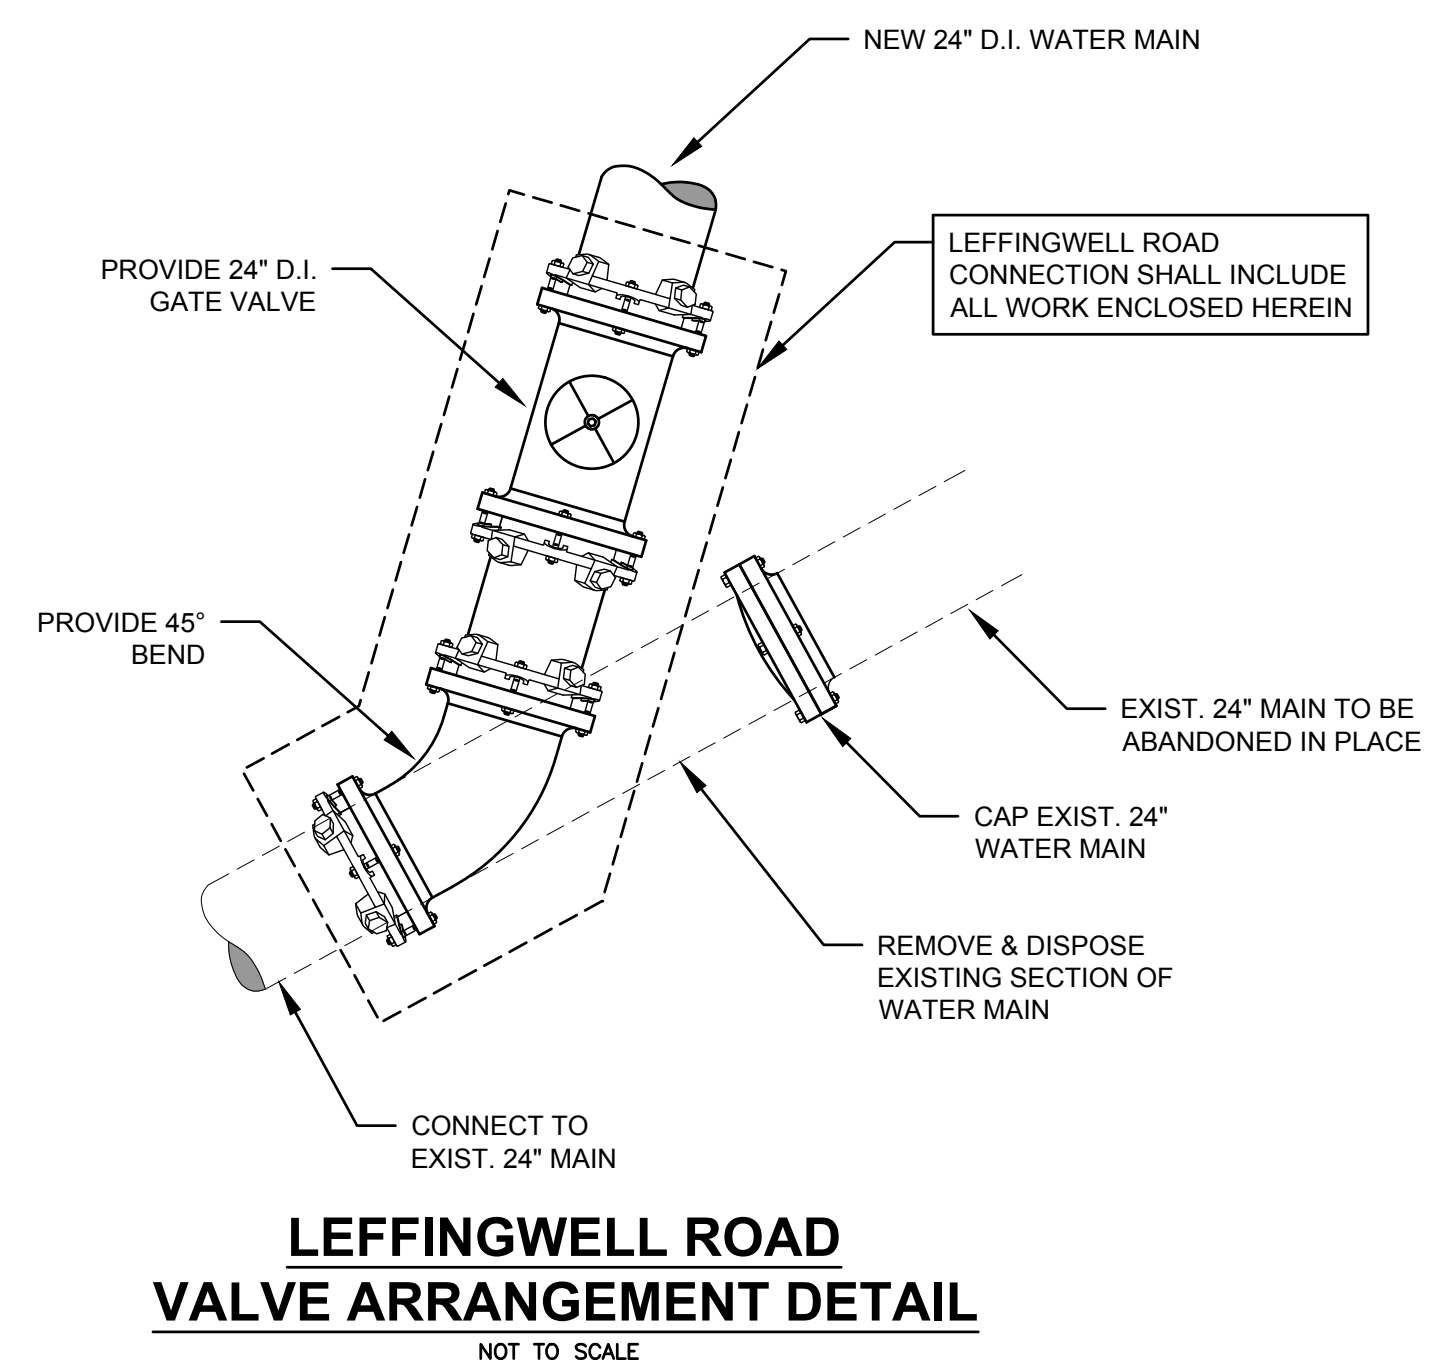 NEW 24" D.I. WATER MAIN
PROVIDE 24" D.I.
GATE VALVE
LEFFINGWELL ROAD
CONNECTION SHALL INCLUDE
ALL WORK ENCLOSED HEREIN
PROVIDE 45°
BEND
EXIST. 24" MAIN TO BE
ABANDONED IN PLACE
CAP EXIST. 24"
WATER MAIN
REMOVE & DISPOSE
EXISTING SECTION OF
WATER MAIN
CONNECT TO
EXIST. 24" MAIN
LEFFINGWELL ROAD
VALVE ARRANGEMENT DETAIL
NOT TO SCALE